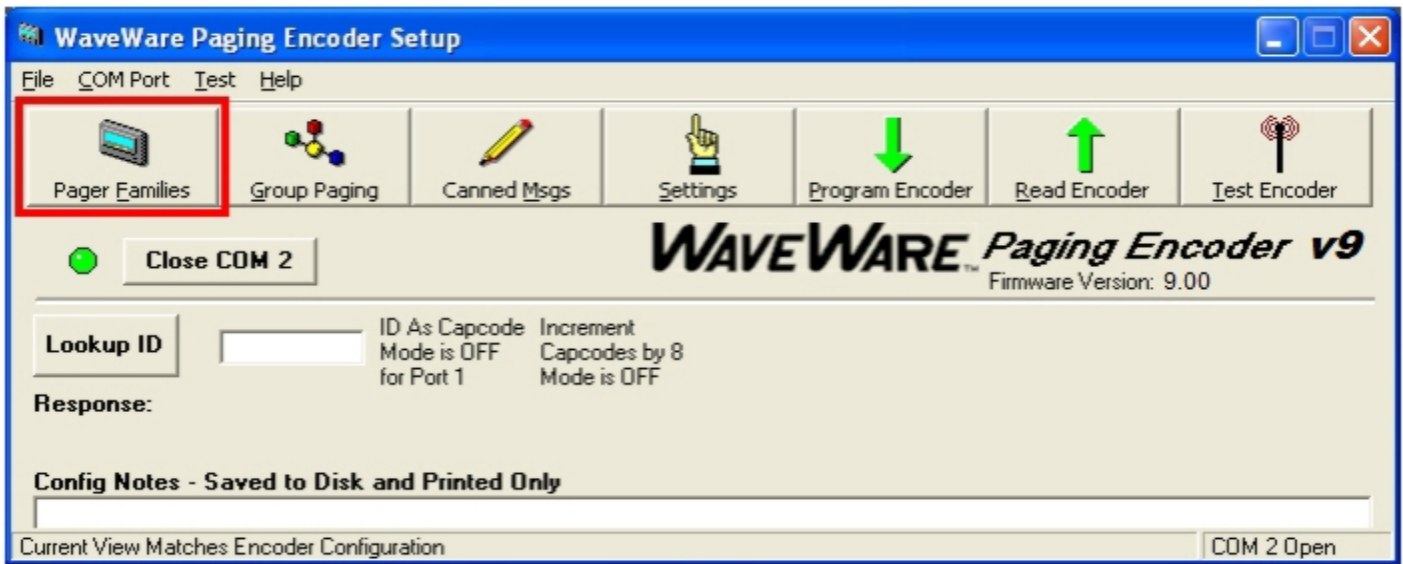 WaveWare Paging Encoder Setup
File COM Port Test Help
Pager Families Group Paging Canned Msgs Settings Program Encoder Read Encoder Test Encoder
Close COM 2
WAVEWARE™ Paging Encoder v9
Firmware Version: 9.00
Lookup ID
ID As Capcode
Mode is OFF
for Port 1
Increment
Capcodes by 8
Mode is OFF
Response:
Config Notes - Saved to Disk and Printed Only
Current View Matches Encoder Configuration
COM 2 Open